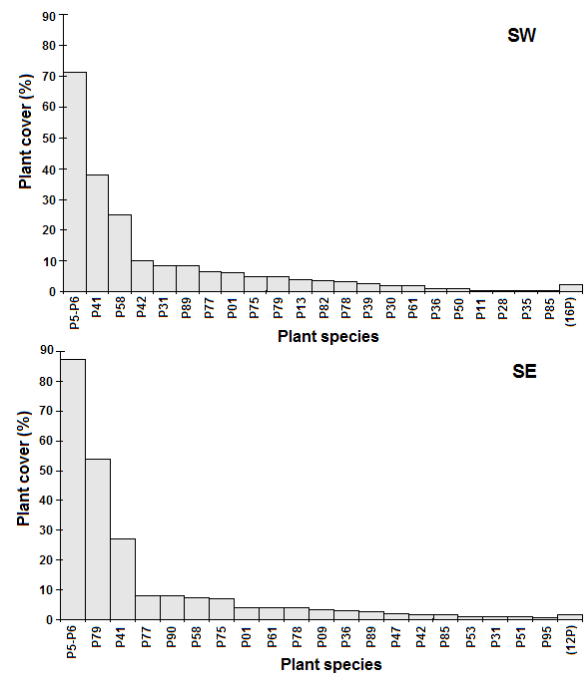 90
SW
80
70
60
50
40
30
20
10
0
Plant cover (%)
P5-P6 P41 P58 P42 P31 P89 P77 P01 P75 P79 P13 P82 P78 P39 P30 P61 P36 P50 P11 P28 P35 P85 (16P)
Plant species
90
SE
80
70
60
50
40
30
20
10
0
Plant cover (%)
P5-P6 P79 P41 P77 P90 P58 P75 P01 P61 P78 P09 P36 P89 P47 P42 P85 P53 P31 P51 P95 (12P)
Plant species